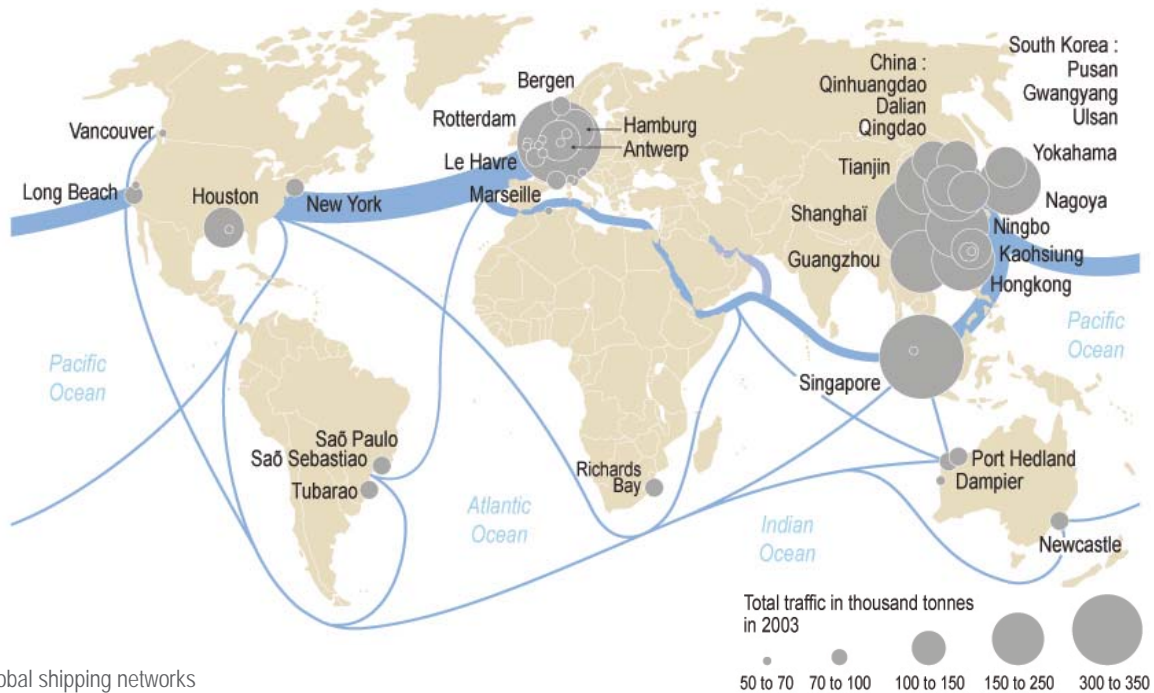 South Korea :
Pusan
Gwangyang
Ulsan
China :
Qinhuangdao
Dalian
Qingdao
Bergen
Rotterdam
Hamburg
Antwerp
Vancouver
Le Havre
Tianjin
Yokahama
Long Beach
Houston
New York
Marseille
Nagoya
Shanghaï
Ningbo
Guangzhou
Kaohsiung
Hongkong
Pacific
Ocean
Pacific
Ocean
Singapore
Saõ Paulo
Saõ Sebastiao
Tubarao
Richards
Bay
Port Hedland
Dampier
Atlantic
Ocean
Indian
Ocean
Newcastle
Total traffic in thousand tonnes
in 2003
50 to 70
70 to 100
100 to 150
150 to 250
300 to 350
obal shipping networks